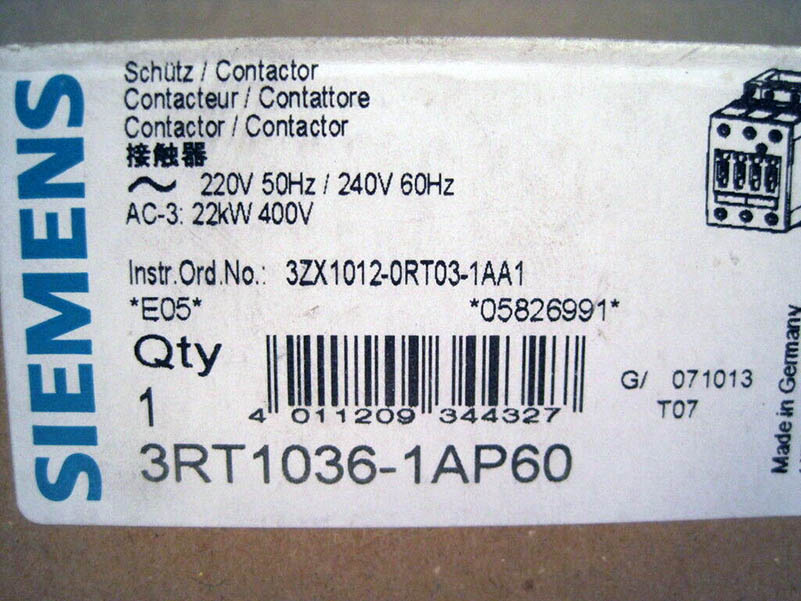 SIEMENS
Schütz / Contactor
Contacteur / Contattore
Contactor / Contactor
接触器
~ 220V 50Hz / 240V 60Hz
AC-3: 22kW 400V
Instr.Ord.No.: 3ZX1012-0RT03-1AA1
*E05* *05826991*
Qty
1
4 011209 344327
G/ 071013
T07
3RT1036-1AP60
Made in Germany